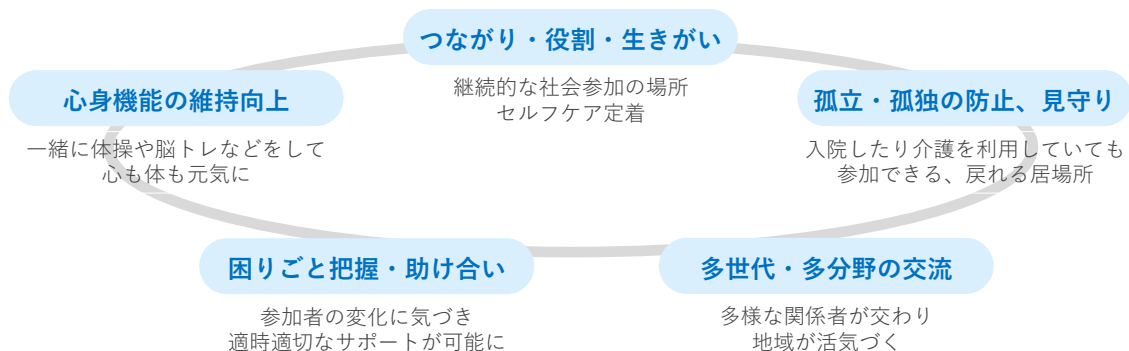 つながり・役割・生きがい
継続的な社会参加の場所
セルフケア定着
心身機能の維持向上
一緒に体操や脳トレなどをして
心も体も元気に
孤立・孤独の防止、見守り
入院したり介護を利用していても
参加できる、戻れる居場所
困りごと把握・助け合い
参加者の変化に気づき
適時適切なサポートが可能に
多世代・多分野の交流
多様な関係者が交わり
地域が活気づく